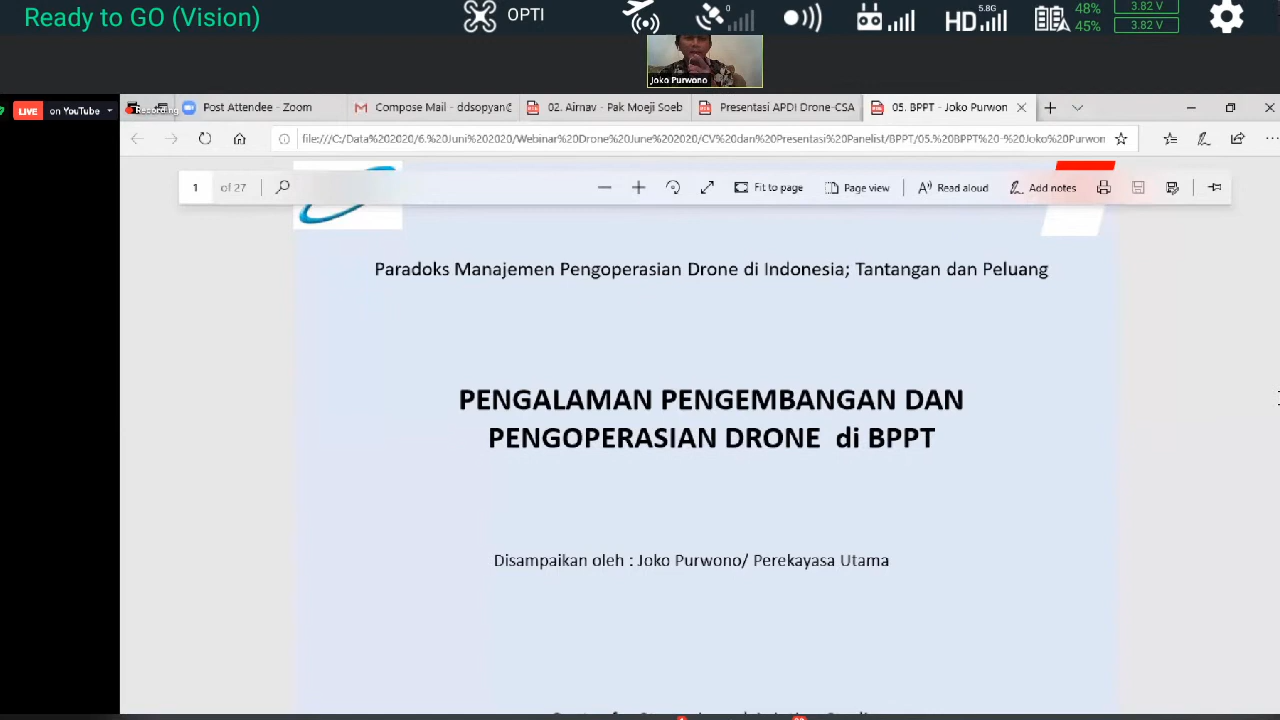 Ready to GO (Vision)
OPTI
0
5.8G
HD
48%
45%
3.82 V
3.82 V
Joko Purwono
LIVE
on YouTube
Recording
Post Attendee - Zoom
Compose Mail - ddsopyan@
02. Airnav - Pak Moeji Soeb
Presentasi APDI Drone-CSA
05. BPPT - Joko Purwon
file:///C:/Data%202020/6.%20Juni%202020/Webinar%20Drone%20June%202020/CV%20dan%20Presentasi%20Panelist/BPPT/05.%20BPPT%20-%20Joko%20Purwon
1 of 27
Fit to page
Page view
Read aloud
Add notes
Paradoks Manajemen Pengoperasian Drone di Indonesia; Tantangan dan Peluang
PENGALAMAN PENGEMBANGAN DAN
PENGOPERASIAN DRONE di BPPT
Disampaikan oleh : Joko Purwono/ Perekayasa Utama